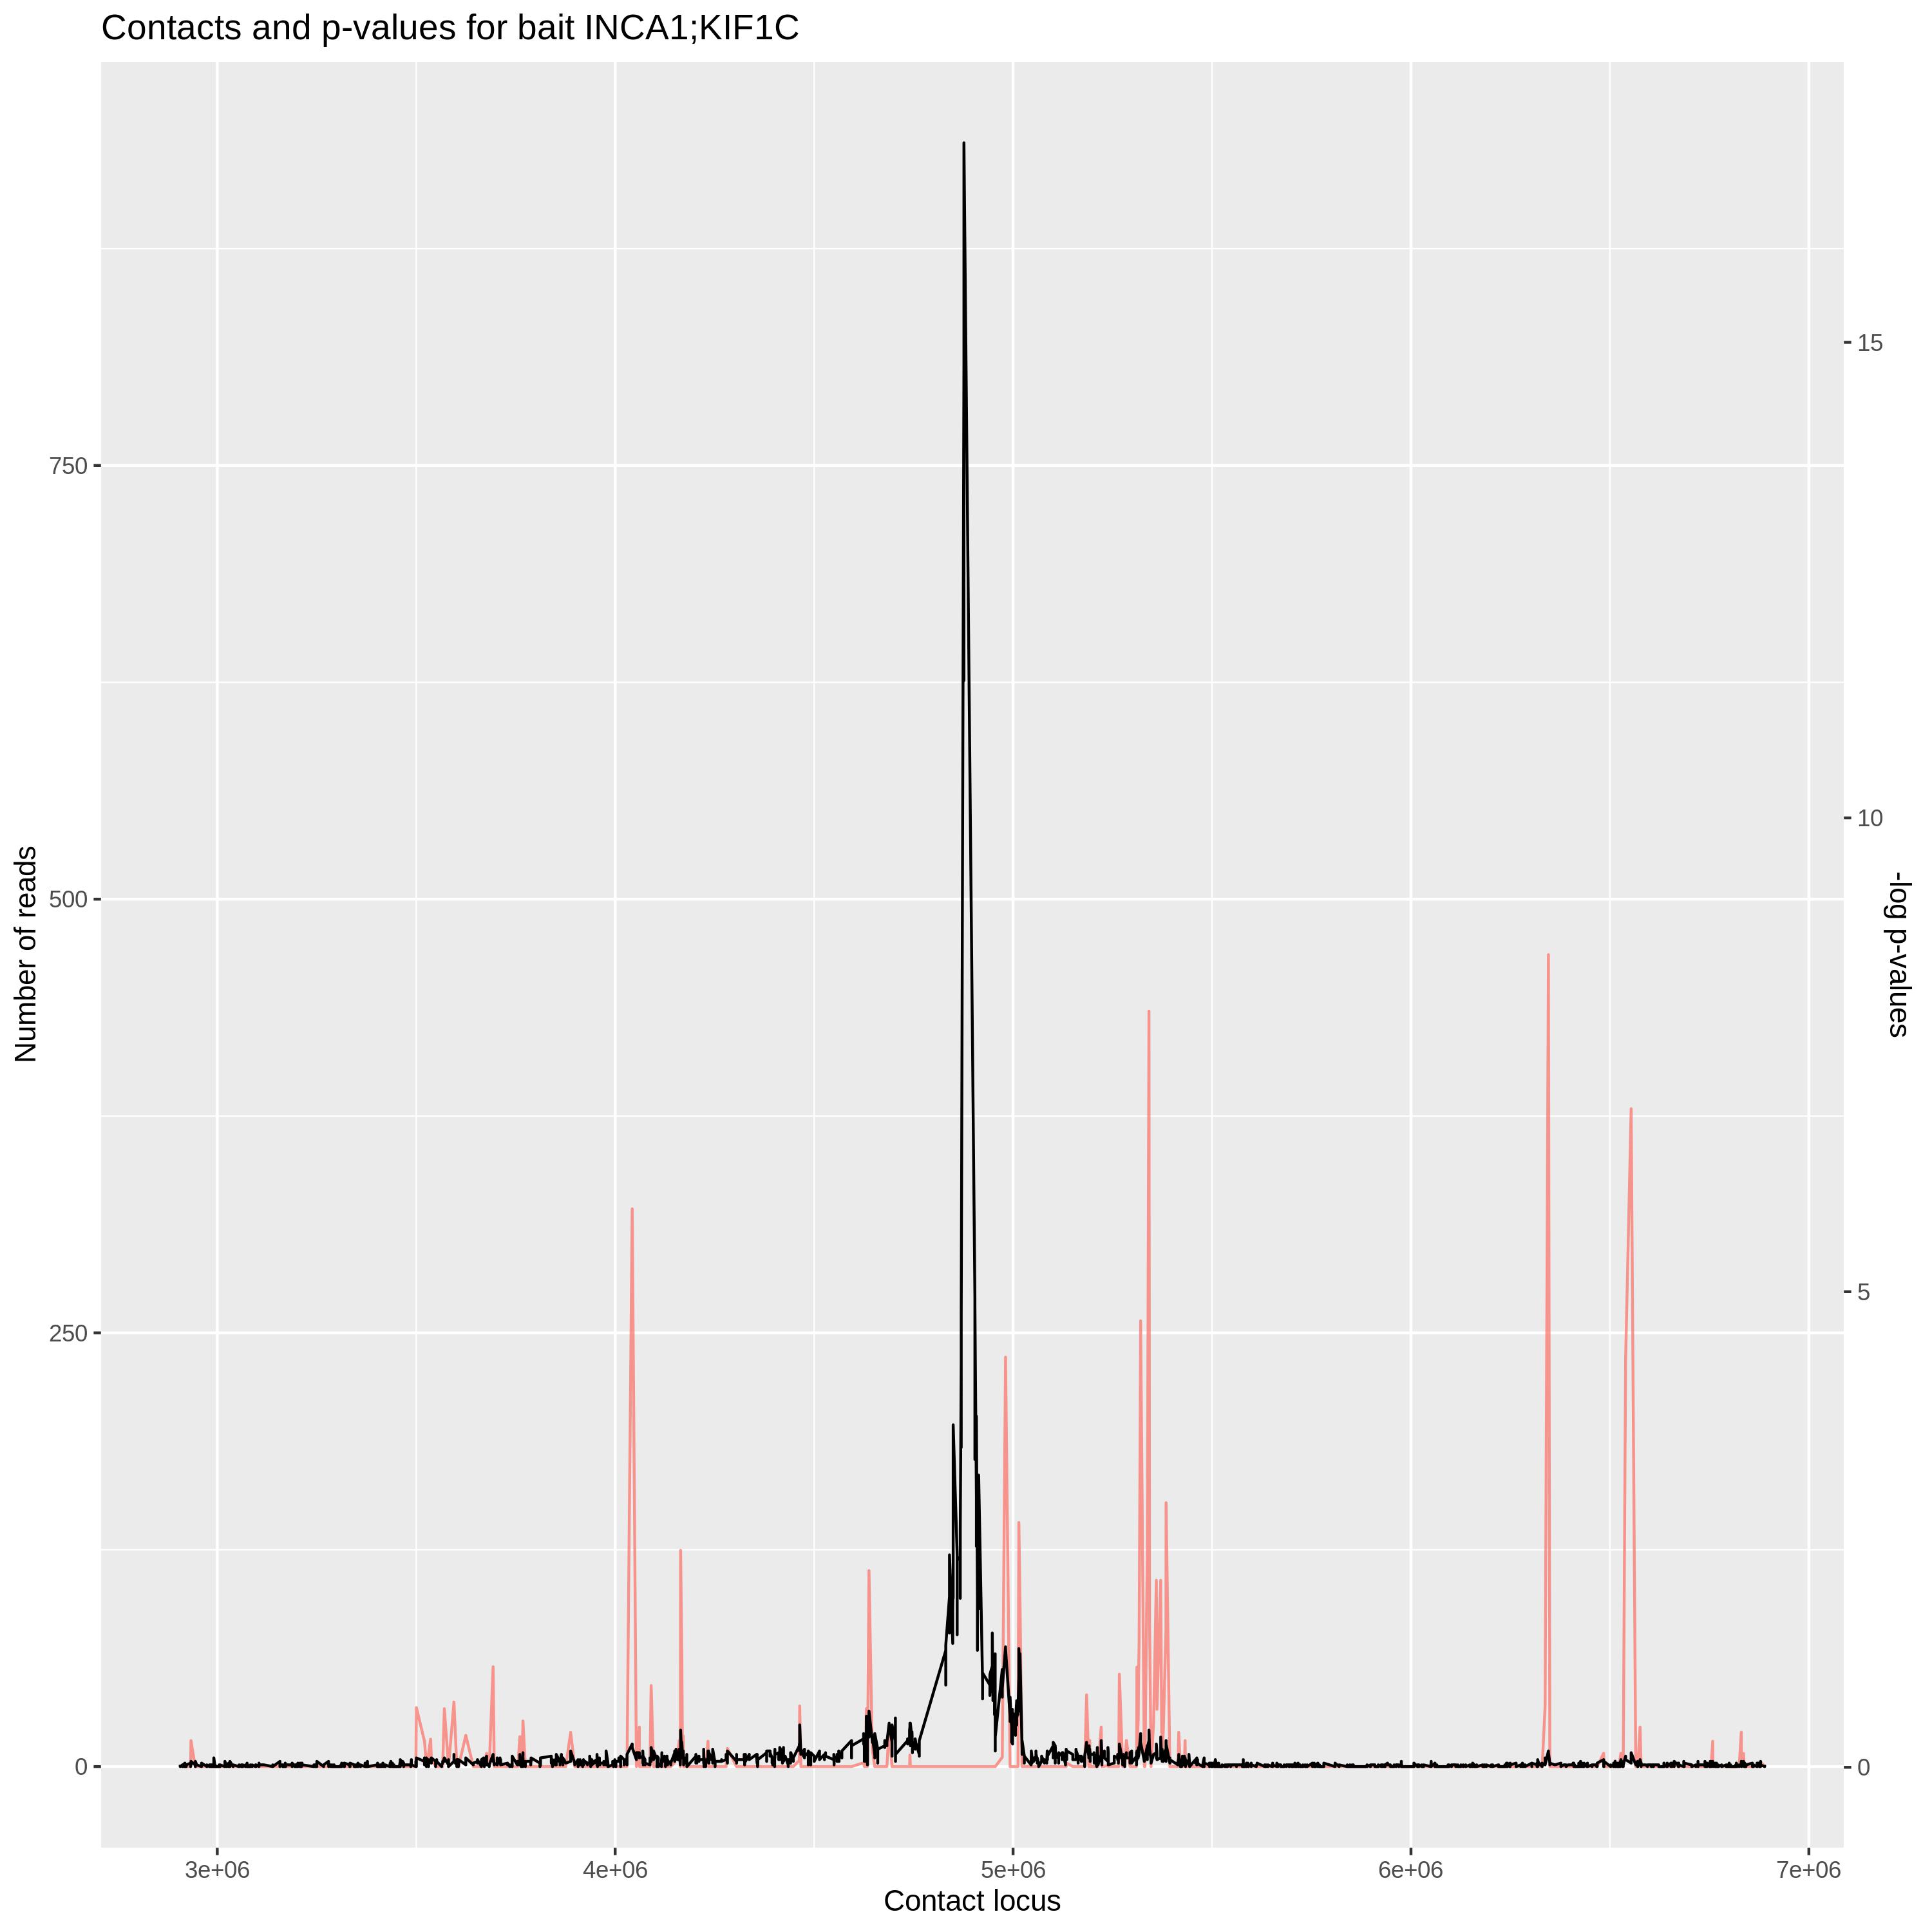 Contacts and p-values for bait INCA1;KIF1C
Number of reads
750
500
250
0
15
10
5
0
-log p-values
3e+06 4e+06 5e+06 6e+06 7e+06
Contact locus